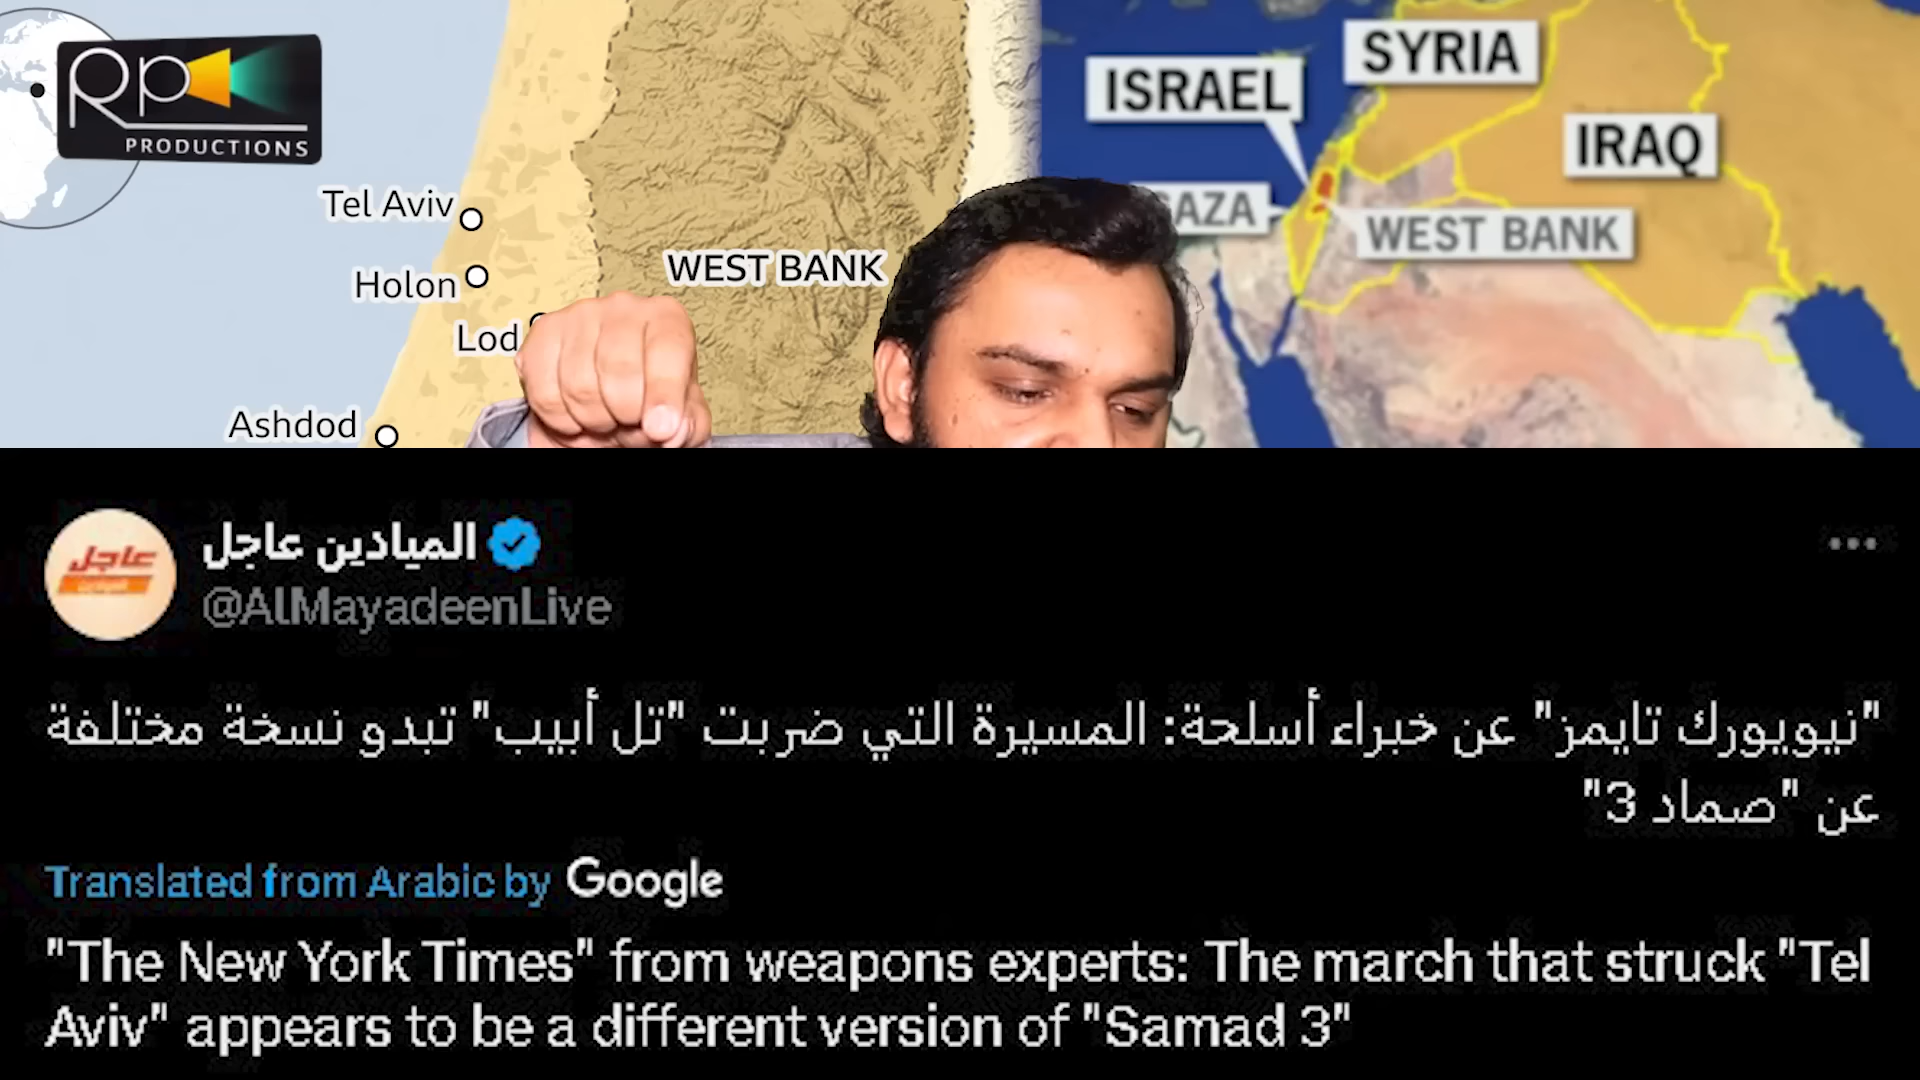 Rp
PRODUCTIONS
Tel Aviv
Holon
Lod
Ashdod
WEST BANK
ISRAEL
SYRIA
IRAQ
WEST BANK
الميادين عاجل
@AlMayadeenLive
عاجل
"نيويورك تايمز" عن خبراء أسلحة: المسيرة التي ضربت "تل أبيب" تبدو نسخة مختلفة
عن "صماد 3"
Translated from Arabic by Google
"The New York Times" from weapons experts: The march that struck "Tel
Aviv" appears to be a different version of "Samad 3"